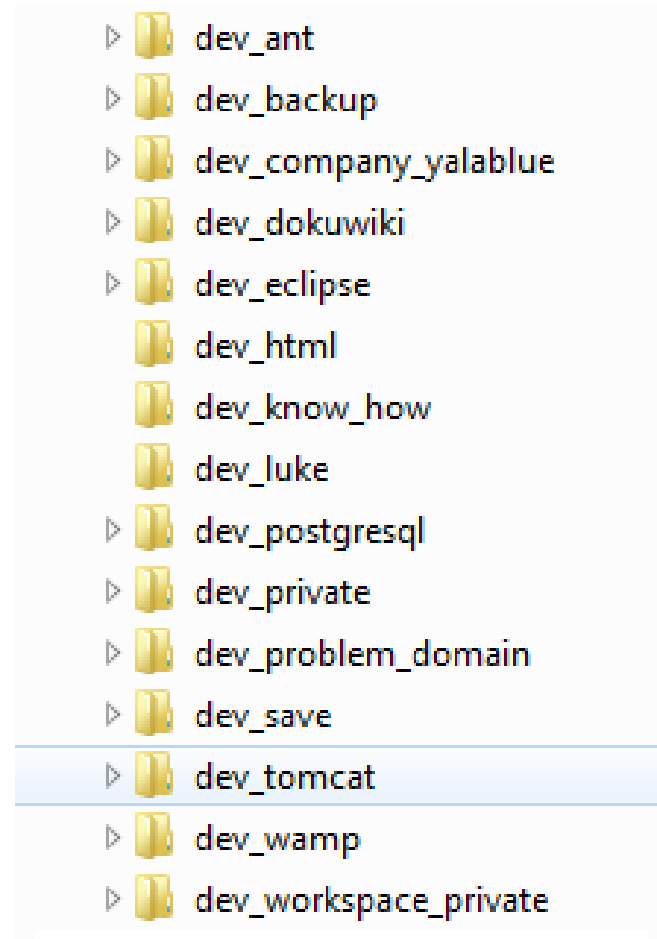 dev_ant
dev_backup
dev_company_yalablue
dev_dokuwiki
dev_eclipse
dev_html
dev_know_how
dev_luke
dev_postgresql
dev_private
dev_problem_domain
dev_save
dev_tomcat
dev_wamp
dev_workspace_private